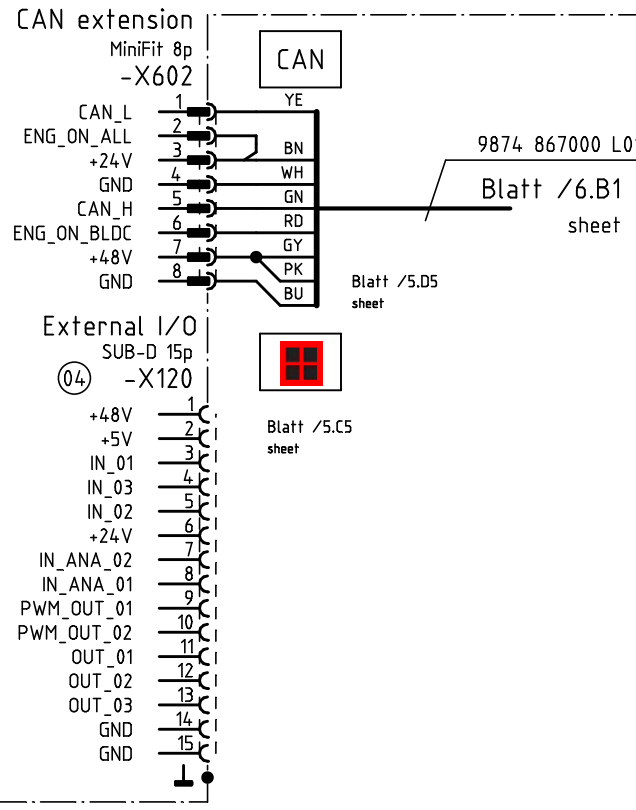 CAN extension
MiniFit 8p
-X602
CAN
CAN_L 1 YE
ENG_ON_ALL 2
+24V 3 BN
GND 4 WH
CAN_H 5 GN
ENG_ON_BLDC 6 RD
+48V 7 GY
PK
GND 8 BU
9874 867000 L0
Blatt /6.B1
sheet
Blatt /5.D5
sheet
External I/O
SUB-D 15p
04 -X120
Blatt /5.C5
sheet
+48V 1
+5V 2
IN_01 3
IN_03 4
IN_02 5
+24V 6
IN_ANA_02 7
IN_ANA_01 8
PWM_OUT_01 9
PWM_OUT_02 10
OUT_01 11
OUT_02 12
OUT_03 13
GND 14
GND 15